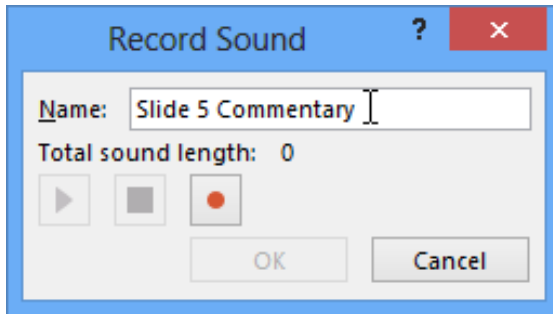 Record Sound ?
Name: Slide 5 Commentary
Total sound length: 0
OK Cancel